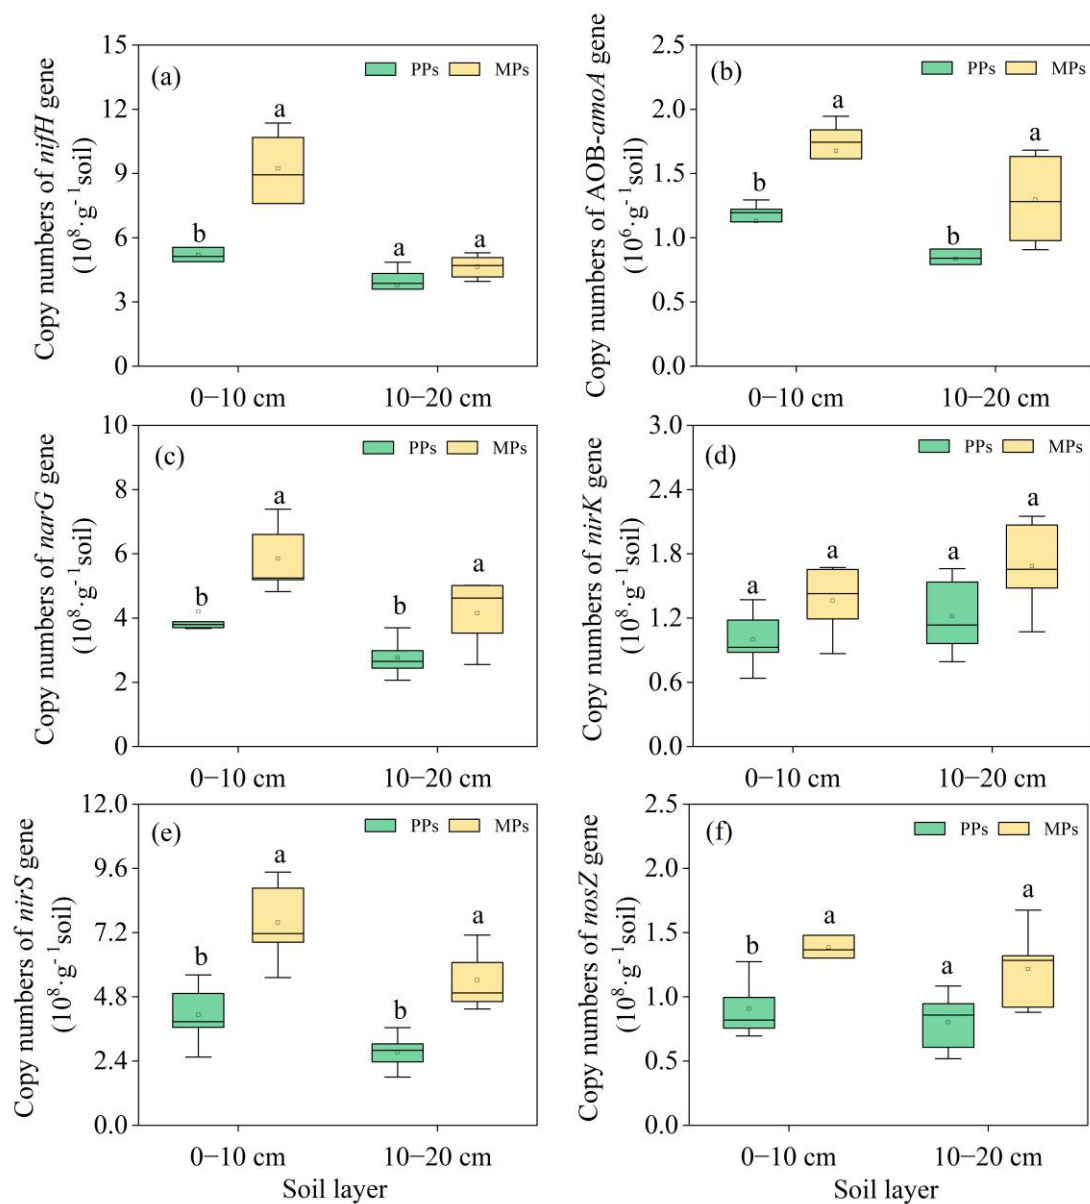 Copy numbers of nifH gene
(10⁸·g⁻¹soil)
15
12
9
6
3
0
(a)
PPs MPs
b
a
a
a
0−10 cm
10−20 cm
Copy numbers of AOB-amoA gene
(10⁶·g⁻¹soil)
2.5
2.0
1.5
1.0
0.5
0.0
(b)
PPs MPs
b
a
b
a
0−10 cm
10−20 cm
Copy numbers of narG gene
(10⁸·g⁻¹soil)
10
8
6
4
2
0
(c)
PPs MPs
b
a
b
a
0−10 cm
10−20 cm
Copy numbers of nirK gene
(10⁸·g⁻¹soil)
3.0
2.4
1.8
1.2
0.6
0.0
(d)
PPs MPs
a
a
a
a
0−10 cm
10−20 cm
Copy numbers of nirS gene
(10⁸·g⁻¹soil)
12.0
9.6
7.2
4.8
2.4
0.0
(e)
PPs MPs
b
a
b
a
0−10 cm
10−20 cm
Soil layer
Copy numbers of nosZ gene
(10⁸·g⁻¹soil)
2.5
2.0
1.5
1.0
0.5
0.0
(f)
PPs MPs
b
a
a
a
0−10 cm
10−20 cm
Soil layer